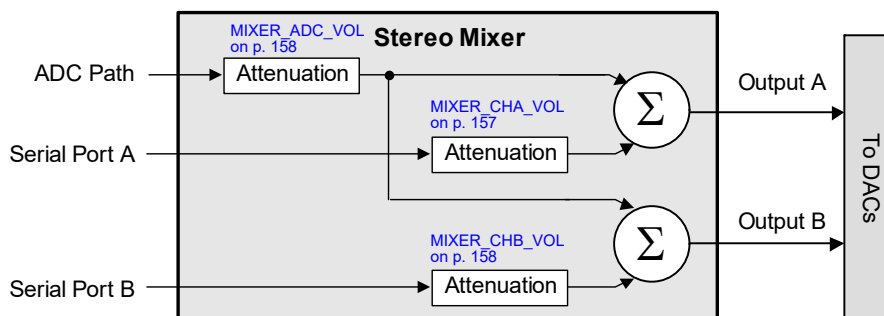 MIXER_ADC_VOL
on p. 158
Stereo Mixer
ADC Path
Attenuation
Output A
MIXER_CHA_VOL
on p. 157
Σ
Serial Port A
Attenuation
To DACs
Output B
MIXER_CHB_VOL
on p. 158
Σ
Serial Port B
Attenuation